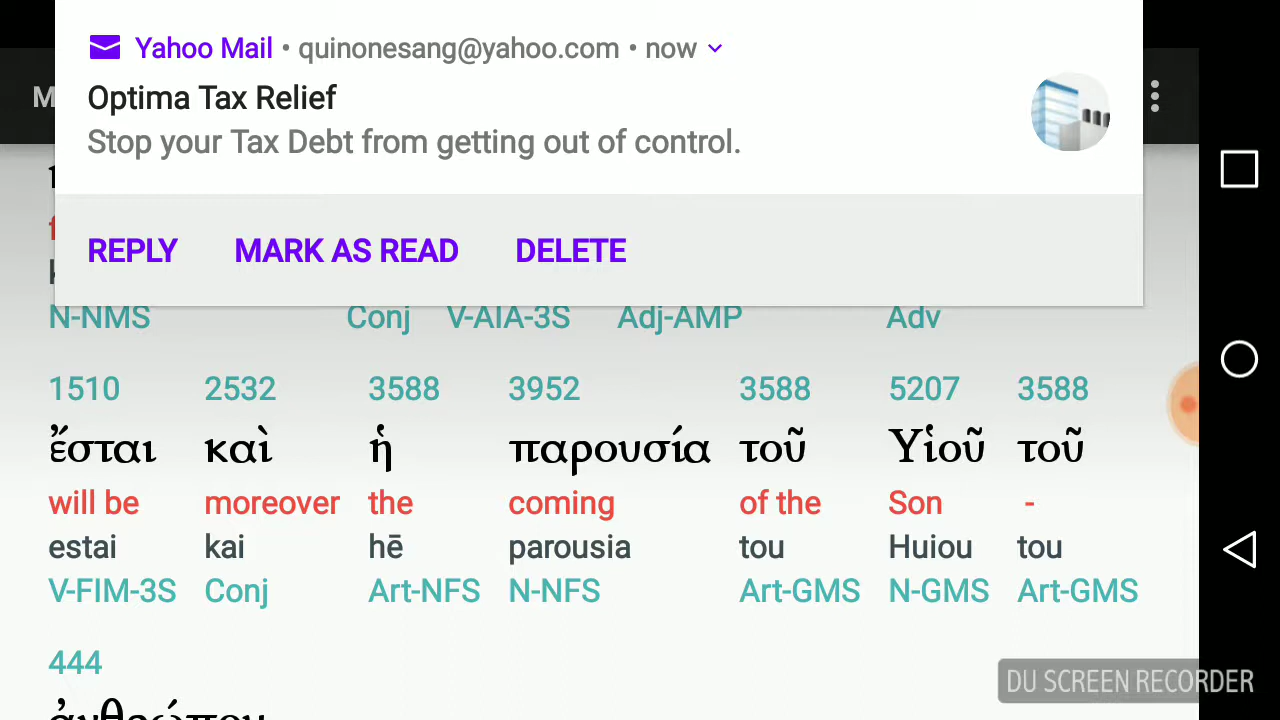 Yahoo Mail • quinonesang@yahoo.com • now
Optima Tax Relief
Stop your Tax Debt from getting out of control.
M
REPLY MARK AS READ DELETE
N-NMS Conj V-AIA-3S Adj-AMP Adv
1510 2532 3588 3952 3588 5207 3588
ἔσται καὶ ἡ παρουσία τοῦ Υἱοῦ τοῦ
will be moreover the coming of the Son -
estai kai hē parousia tou Huiou tou
V-FIM-3S Conj Art-NFS N-NFS Art-GMS N-GMS Art-GMS
444
ἀνθρώπου
DU SCREEN RECORDER